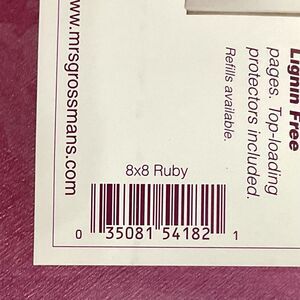 www.mrsgrossmans.com
Lignin Free
pages. Top-loading
protectors included.
Refills available.
8x8 Ruby
0 35081 54182 1